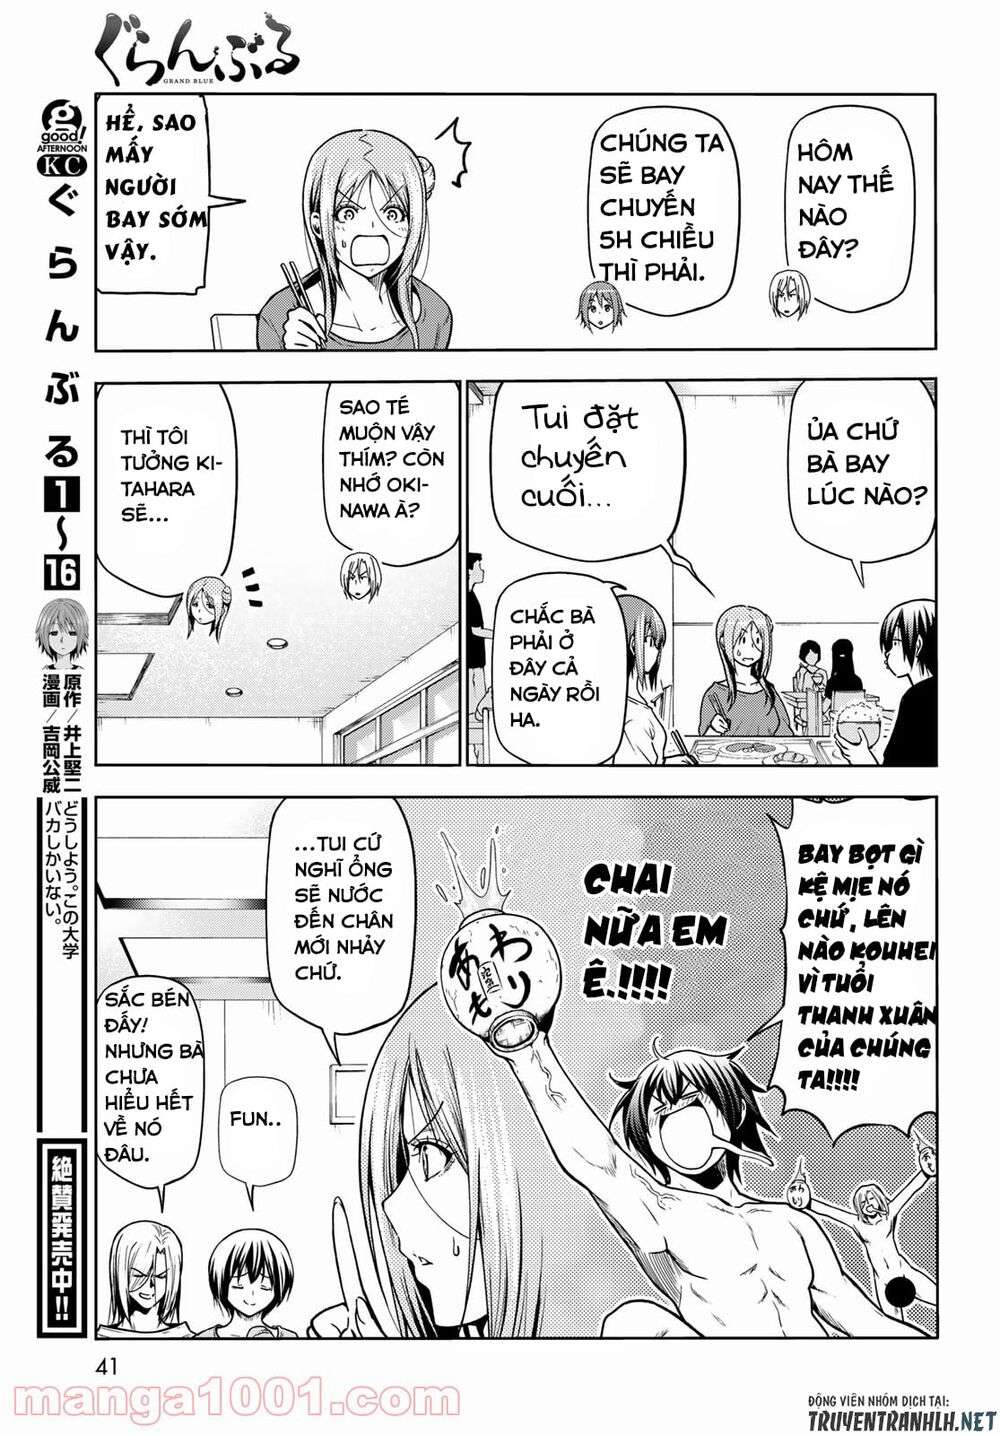 ぐらんぶる
GRAND BLUE
good!
AFTERNOON
KC
ぐらんぶる
1
〜
16
原作/井上堅二
漫画/吉岡公威
どうしよう。この大学
バカしかいない。
絶賛発売中!!
HÔM
NAY THẾ
NÀO
ĐÂY?
CHÚNG TA
SẼ BAY
CHUYẾN
5H CHIỀU
THÌ PHẢI.
HỂ, SAO
MẤY
NGƯỜI
BAY SỚM
VẬY.
ỦA CHỨ
BÀ BAY
LÚC NÀO?
Tui đặt
chuyến
cuối...
CHẮC BÀ
PHẢI Ở
ĐÂY CẢ
NGÀY RỒI
HA.
SAO TÉ
MUỘN VẬY
THÍM? CÒN
NHỚ OKI-
NAWA À?
THÌ TÔI
TƯỞNG KI-
TAHARA
SẼ...
BAY BỌT GÌ
KỆ MỊE NÓ
CHỨ, LÊN
NÀO KOUHEI
VÌ TUỔI
THANH XUÂN
CỦA CHÚNG
TA!!!!
CHAI
NỮA EM
Ê.!!!!!
わり
あも
...TUI CỨ
NGHĨ ỔNG
SẼ NƯỚC
ĐẾN CHÂN
MỚI NHẢY
CHỨ.
FUN..
SẮC BÉN
ĐẤY!
NHƯNG BÀ
CHƯA
HIỂU HẾT
VỀ NÓ
ĐÂU.
41
manga1001.com
ĐỘNG VIÊN NHÓM DỊCH TẠI:
TRUYENTRANHLH.NET